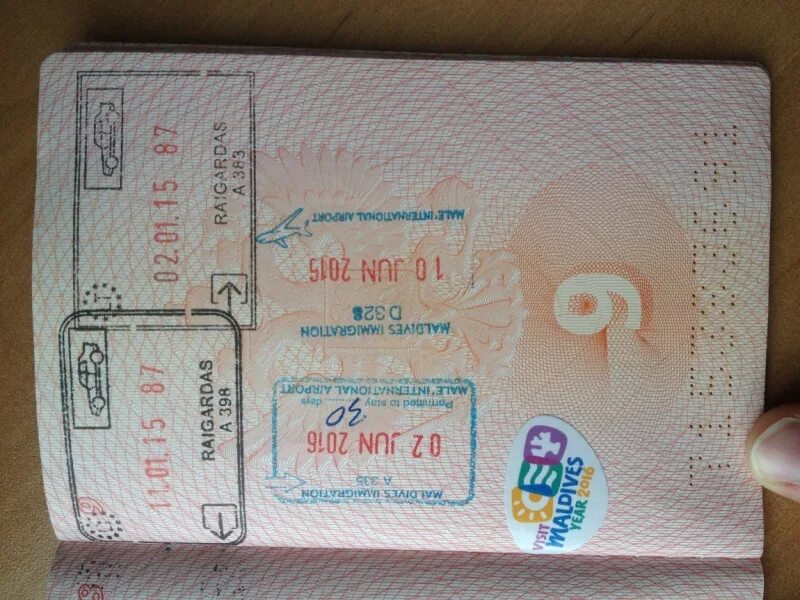 02.01.15 87
RAIGARDAS
A 383
11.01.15 87
RAIGARDAS
A 398
MALDIVES IMMIGRATION
D 328
10 JUN 2015
MALE' INTERNATIONAL AIRPORT
MALDIVES IMMIGRATION
A 335
02 JUN 2016
Permitted to stay ........ days
30
MALE' INTERNATIONAL AIRPORT
9
VISIT
MALDIVES
YEAR 2016